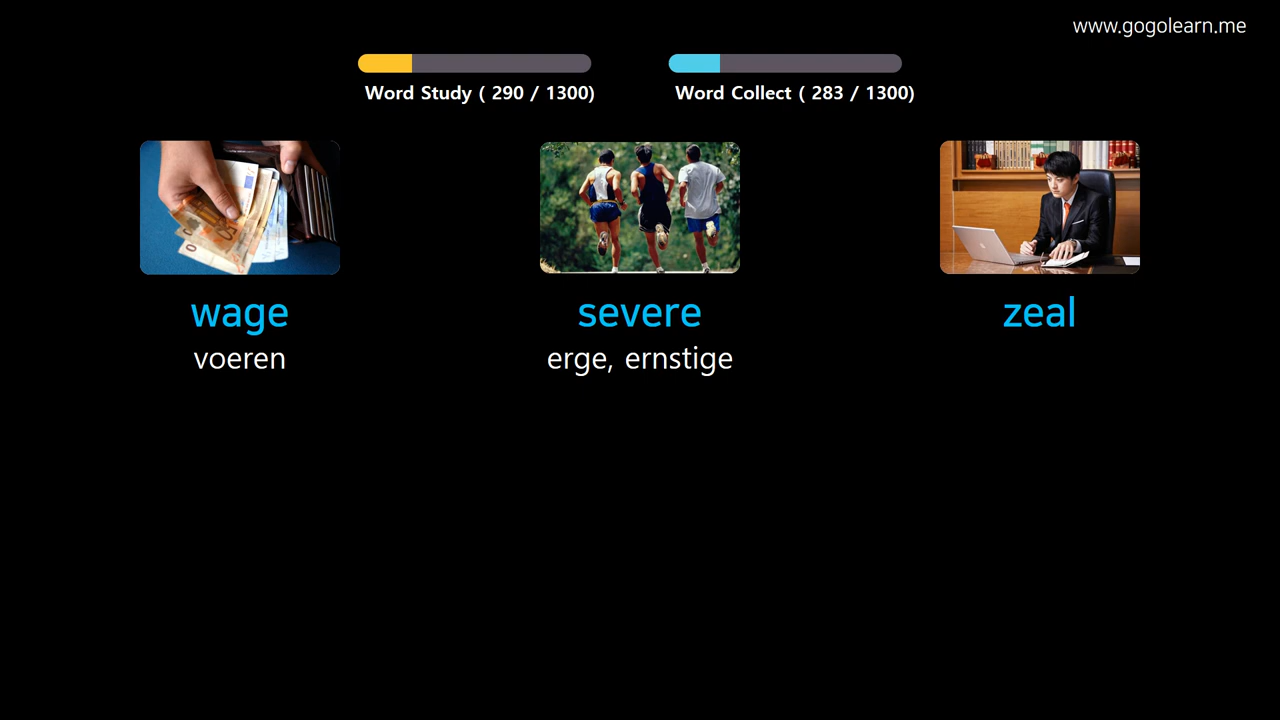 www.gogolearn.me
Word Study ( 290 / 1300)
Word Collect ( 283 / 1300)
wage
severe
zeal
voeren
erge, ernstige